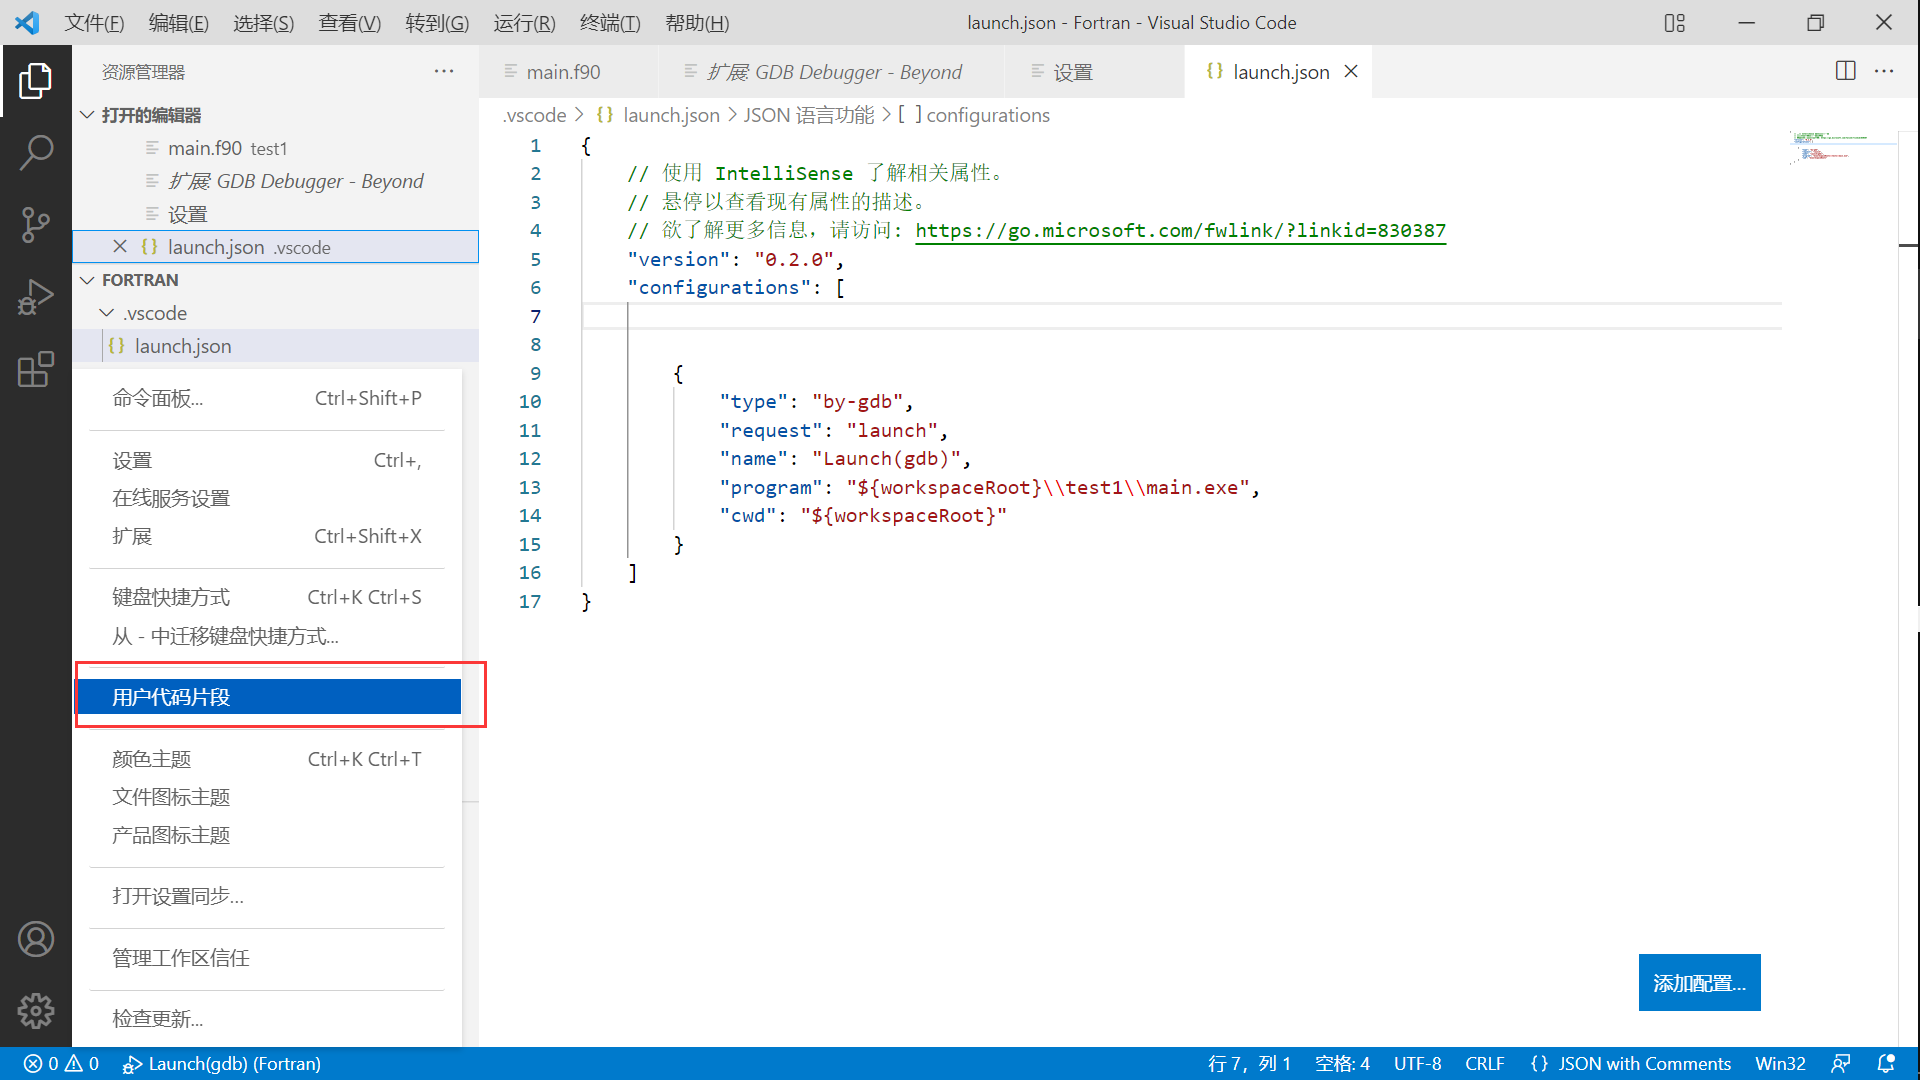 文件(F) 编辑(E) 选择(S) 查看(V) 转到(G) 运行(R) 终端(T) 帮助(H) launch.json - Fortran - Visual Studio Code
资源管理器
main.f90 扩展: GDB Debugger - Beyond 设置 launch.json
打开的编辑器
main.f90 test1
扩展: GDB Debugger - Beyond
设置
launch.json .vscode
FORTRAN
.vscode
launch.json
命令面板... Ctrl+Shift+P
设置 Ctrl+,
在线服务设置
扩展 Ctrl+Shift+X
键盘快捷方式 Ctrl+K Ctrl+S
从 - 中迁移键盘快捷方式...
用户代码片段
颜色主题 Ctrl+K Ctrl+T
文件图标主题
产品图标主题
打开设置同步...
管理工作区信任
检查更新...
.vscode > {} launch.json > JSON 语言功能 > [ ] configurations
1 {
2 // 使用 IntelliSense 了解相关属性。
3 // 悬停以查看现有属性的描述。
4 // 欲了解更多信息，请访问: https://go.microsoft.com/fwlink/?linkid=830387
5 "version": "0.2.0",
6 "configurations": [
7
8
9 {
10 "type": "by-gdb",
11 "request": "launch",
12 "name": "Launch(gdb)",
13 "program": "${workspaceRoot}\\test1\\main.exe",
14 "cwd": "${workspaceRoot}"
15 }
16 ]
17 }
添加配置...
0 0 Launch(gdb) (Fortran) 行 7，列 1 空格: 4 UTF-8 CRLF {} JSON with Comments Win32